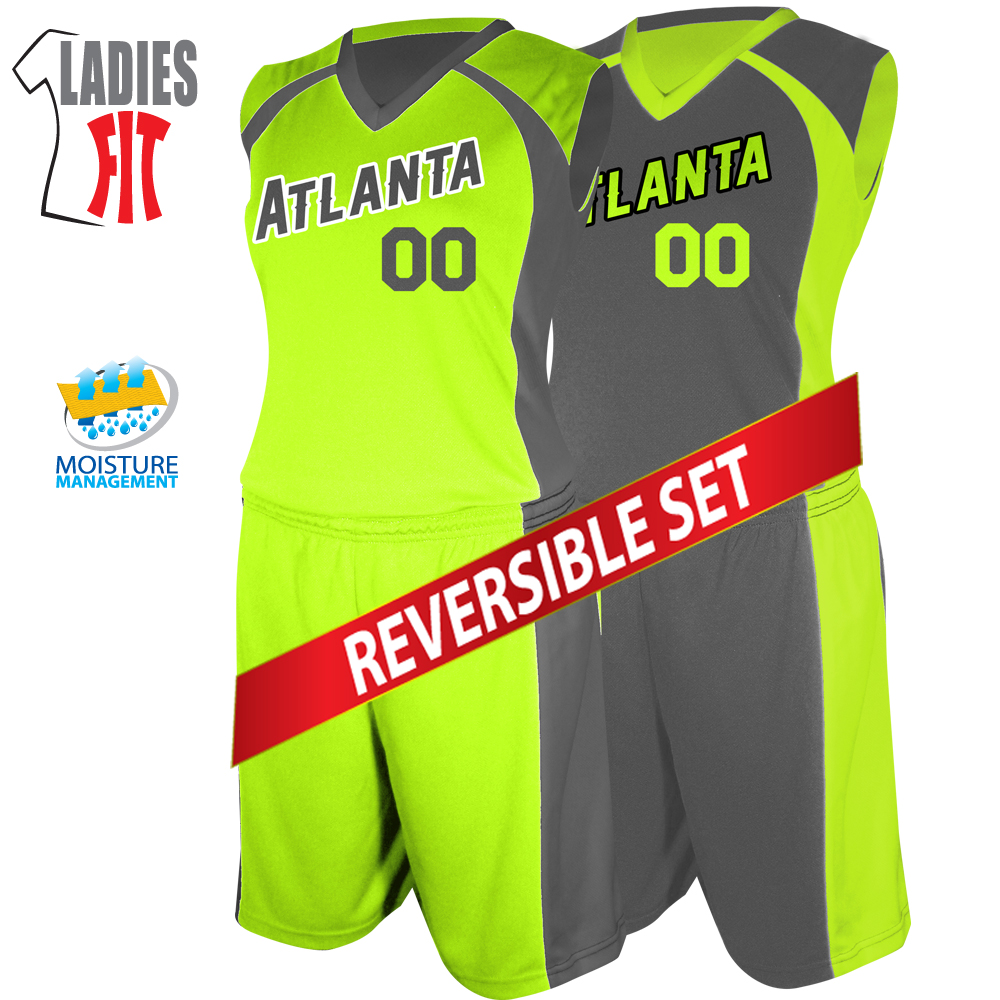 LADIES
FIT
ATLANTA
00
TLANTA
00
MOISTURE
MANAGEMENT
REVERSIBLE SET